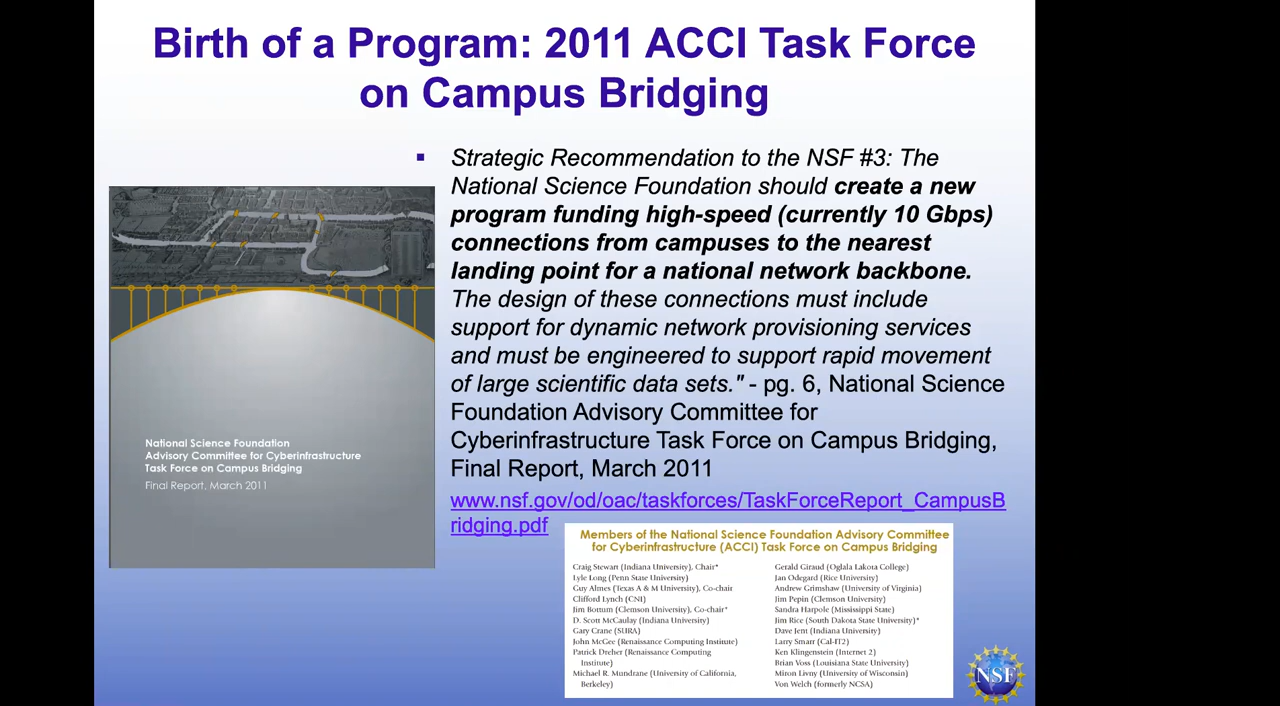 Birth of a Program: 2011 ACCI Task Force
on Campus Bridging
▪ Strategic Recommendation to the NSF #3: The
National Science Foundation should create a new
program funding high-speed (currently 10 Gbps)
connections from campuses to the nearest
landing point for a national network backbone.
The design of these connections must include
support for dynamic network provisioning services
and must be engineered to support rapid movement
of large scientific data sets." - pg. 6, National Science
Foundation Advisory Committee for
Cyberinfrastructure Task Force on Campus Bridging,
Final Report, March 2011
www.nsf.gov/od/oac/taskforces/TaskForceReport_CampusB
ridging.pdf
National Science Foundation
Advisory Committee for Cyberinfrastructure
Task Force on Campus Bridging
Final Report, March 2011
Members of the National Science Foundation Advisory Committee
for Cyberinfrastructure (ACCI) Task Force on Campus Bridging
Craig Stewart (Indiana University), Chair*
Lyle Long (Penn State University)
Guy Almes (Texas A & M University), Co-chair
Clifford Lynch (CNI)
Jim Bottum (Clemson University), Co-chair*
D. Scott McCaulay (Indiana University)
Gary Crane (SURA)
John McGee (Renaissance Computing Institute)
Patrick Dreher (Renaissance Computing
Institute)
Michael R. Mundrane (University of California,
Berkeley)
Gerald Giraud (Oglala Lakota College)
Jan Odegard (Rice University)
Andrew Grimshaw (University of Virginia)
Jim Pepin (Clemson University)
Sandra Harpole (Mississippi State)
Jim Rice (South Dakota State University)*
Dave Jent (Indiana University)
Larry Smarr (Cal-IT2)
Ken Klingenstein (Internet 2)
Brian Voss (Louisiana State University)
Miron Livny (University of Wisconsin)
Von Welch (formerly NCSA)
NSF